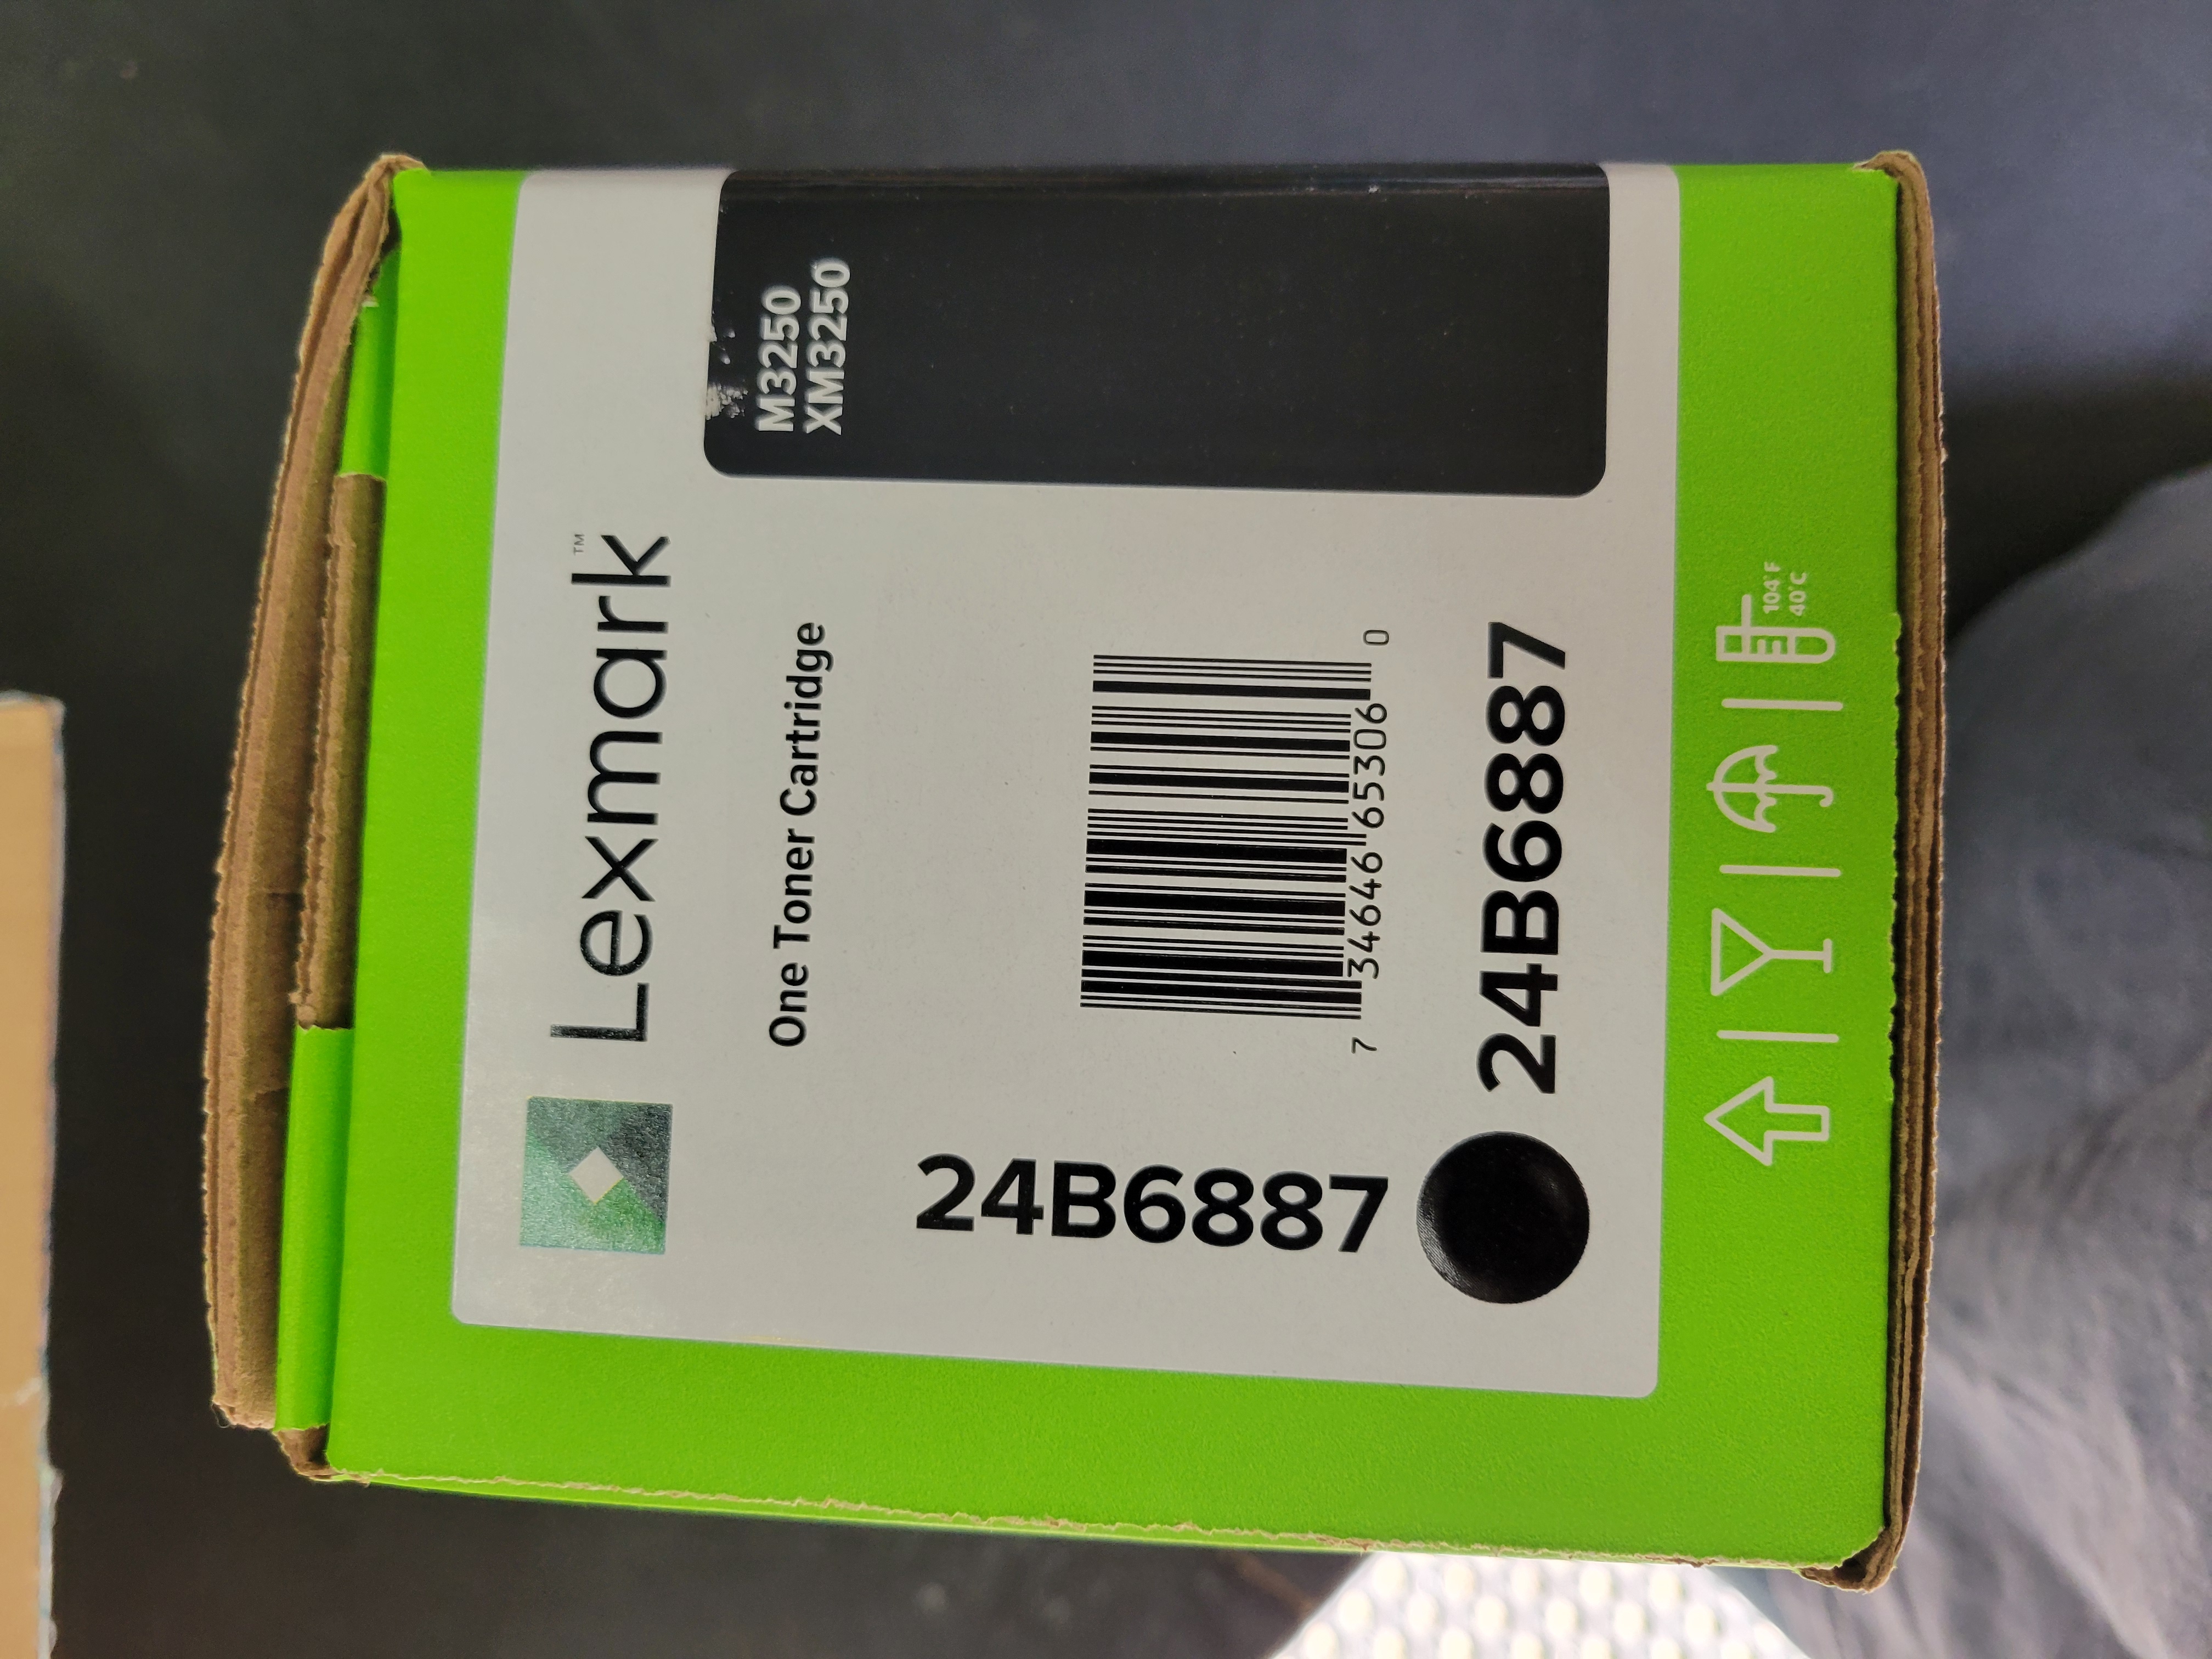 Lexmark™
One Toner Cartridge
M3250
XM3250
24B6887
7 34646 65306 0
24B6887
104°F
40°C